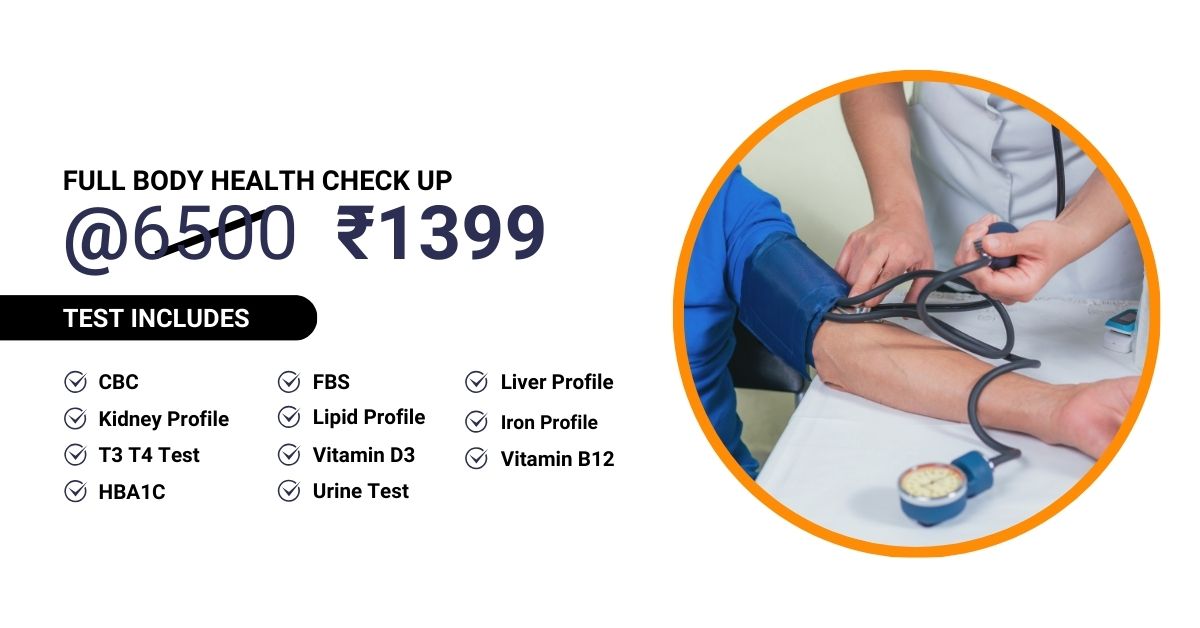 FULL BODY HEALTH CHECK UP
@6500 ₹1399
TEST INCLUDES
CBC
Kidney Profile
T3 T4 Test
HBA1C
FBS
Lipid Profile
Vitamin D3
Urine Test
Liver Profile
Iron Profile
Vitamin B12